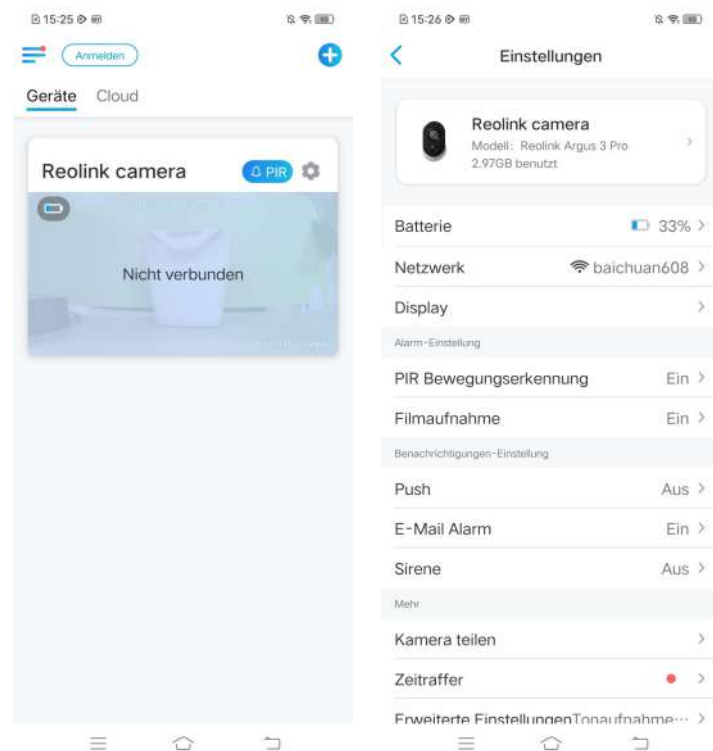 15:25
Anmelden
Geräte Cloud
Reolink camera
PIR
Nicht verbunden
15:26
Einstellungen
Reolink camera
Modell: Reolink Argus 3 Pro
2.97GB benutzt
Batterie 33%
Netzwerk baichuan608
Display
Alarm-Einstellung
PIR Bewegungserkennung Ein
Filmaufnahme Ein
Benachrichtigungen-Einstellung
Push Aus
E-Mail Alarm Ein
Sirene Aus
Mehr
Kamera teilen
Zeitraffer
Erweiterte Einstellungen Tonaufnahme···